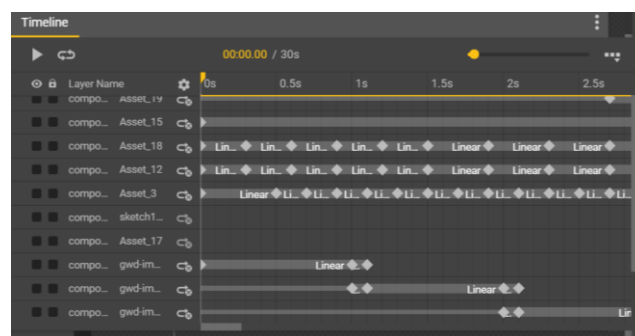 Timeline
00:00.00 / 30s
Layer Name 0s 0.5s 1s 1.5s 2s 2.5s
compo... Asset_19
compo... Asset_15
compo... Asset_18 Lin... Lin... Lin... Lin... Lin... Linear Linear Linear
compo... Asset_12 Lin... Lin... Lin... Lin... Lin... Linear Linear Linear
compo... Asset_3 Linear Li... Li... Li... Li... Li... Li... Li... Li... Li... Li...
compo... sketch1...
compo... Asset_17
compo... gwd-im... Linear
compo... gwd-im... Linear
compo... gwd-im... Lin